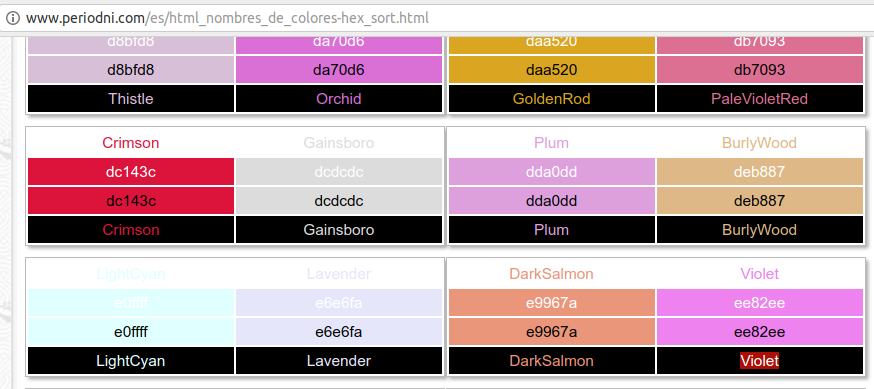 www.periodni.com/es/html_nombres_de_colores-hex_sort.html
d8bfd8 da70d6 daa520 db7093
d8bfd8 da70d6 daa520 db7093
Thistle Orchid GoldenRod PaleVioletRed
Crimson Gainsboro Plum BurlyWood
dc143c dcdcdc dda0dd deb887
dc143c dcdcdc dda0dd deb887
Crimson Gainsboro Plum BurlyWood
LightCyan Lavender DarkSalmon Violet
e0ffff e6e6fa e9967a ee82ee
e0ffff e6e6fa e9967a ee82ee
LightCyan Lavender DarkSalmon Violet